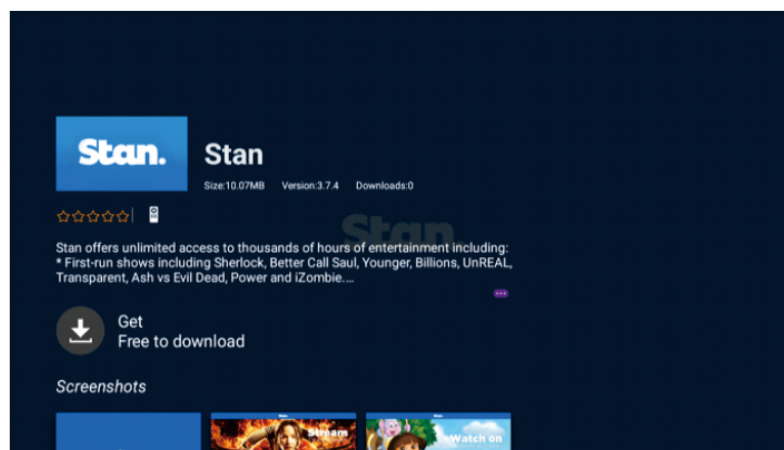 Stan.
Stan
Size:10.07MB Version:3.7.4 Downloads:0
Stan.
Stan offers unlimited access to thousands of hours of entertainment including:
* First-run shows including Sherlock, Better Call Saul, Younger, Billions, UnREAL,
Transparent, Ash vs Evil Dead, Power and iZombie....
Get
Free to download
Screenshots
Stream
Watch on